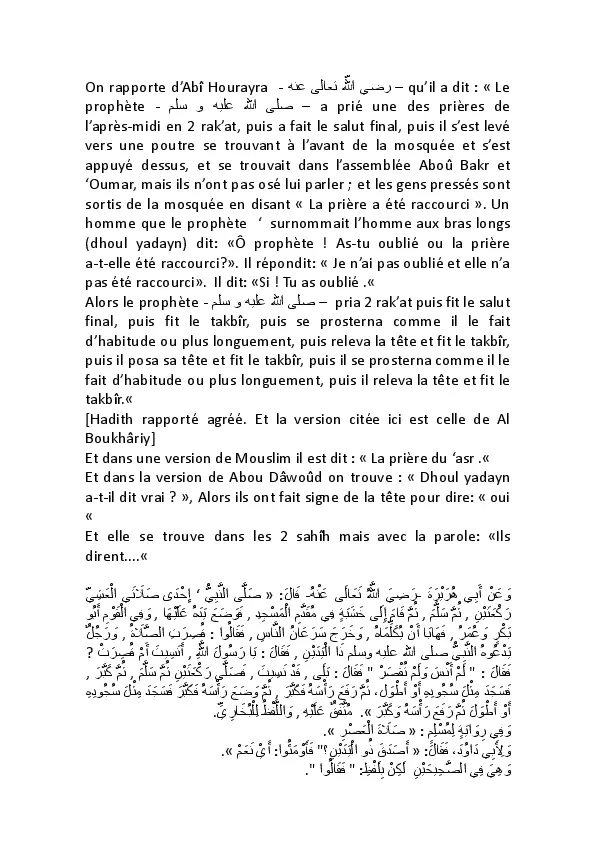 On rapporte d’Abî Hourayra - رضي الله تعالى عنه – qu’il a dit : « Le
prophète - صلى الله عليه و سلم – a prié une des prières de
l’après-midi en 2 rak’at, puis a fait le salut final, puis il s’est levé
vers une poutre se trouvant à l’avant de la mosquée et s’est
appuyé dessus, et se trouvait dans l’assemblée Aboû Bakr et
‘Oumar, mais ils n’ont pas osé lui parler ; et les gens pressés sont
sortis de la mosquée en disant « La prière a été raccourci ». Un
homme que le prophète ‘ surnommait l’homme aux bras longs
(dhoul yadayn) dit: «Ô prophète ! As-tu oublié ou la prière
a-t-elle été raccourci?». Il répondit: « Je n’ai pas oublié et elle n’a
pas été raccourci». Il dit: «Si ! Tu as oublié .«
Alors le prophète - صلى الله عليه و سلم – pria 2 rak’at puis fit le salut
final, puis fit le takbîr, puis se prosterna comme il le fait
d’habitude ou plus longuement, puis releva la tête et fit le takbîr,
puis il posa sa tête et fit le takbîr, puis il se prosterna comme il le
fait d’habitude ou plus longuement, puis il releva la tête et fit le
takbîr.«
[Hadith rapporté agréé. Et la version citée ici est celle de Al
Boukhâriy]
Et dans une version de Mouslim il est dit : « La prière du ‘asr .«
Et dans la version de Abou Dâwoûd on trouve : « Dhoul yadayn
a-t-il dit vrai ? », Alors ils ont fait signe de la tête pour dire: « oui
«
Et elle se trouve dans les 2 sahîh mais avec la parole: «Ils
dirent....«
وَعَنْ أَبِي هُرَيْرَةَ -رَضِيَ اللَّهُ تَعَالَى عَنْهُ- قَالَ: « صَلَّى النَّبِيُّ ‘ إِحْدَى صَلَاتَي الْعَشِيِّ
رَكْعَتَيْنِ , ثُمَّ سَلَّمَ , ثُمَّ قَامَ إِلَى خَشَبَةٍ فِي مُقَدَّمِ الْمَسْجِدِ , فَوَضَعَ يَدَهُ عَلَيْهَا , وَفِي الْقَوْمِ أَبُو
بَكْرٍ وَعُمَرُ , فَهَابَا أَنْ يُكَلِّمَاهُ , وَخَرَجَ سَرَعَانُ النَّاسِ , فَقَالُوا : قُصِرَتِ الصَّلَاةُ , وَرَجُلٌ
يَدْعُوهُ النَّبِيُّ صلى الله عليه وسلم ذَا الْيَدَيْنِ , فَقَالَ : يَا رَسُولَ اللَّهِ , أَنَسِيتَ أَمْ قُصِرَتْ ?
فَقَالَ : " لَمْ أَنْسَ وَلَمْ تُقْصَرْ " فَقَالَ : بَلَى , قَدْ نَسِيتَ , فَصَلَّى رَكْعَتَيْنِ ثُمَّ سَلَّمَ , ثُمَّ كَبَّرَ ,
فَسَجَدَ مِثْلَ سُجُودِهِ أَوْ أَطْوَلَ، ثُمَّ رَفَعَ رَأْسَهُ فَكَبَّرَ , ثُمَّ وَضَعَ رَأْسَهُ فَكَبَّرَ فَسَجَدَ مِثْلَ سُجُودِهِ
أَوْ أَطْوَلَ ثُمَّ رَفَعَ رَأْسَهُ وَكَبَّرَ ». مُتَّفَقٌ عَلَيْهِ , وَاللَّفْظُ لِلْبُخَارِيِّ.
وَفِي رِوَايَةٍ لِمُسْلِمٍ : « صَلَاةَ الْعَصْرِ ».
وَلِأَبِي دَاوُدَ، فَقَالَ: « أَصَدَقَ ذُو الْيَدَيْنِ؟" فَأَوْمَئُوا: أَيْ نَعَمْ ».
وَهِيَ فِي الصَّحِيحَيْنِ لَكِنْ بِلَفْظِ: " فَقَالُوا ".